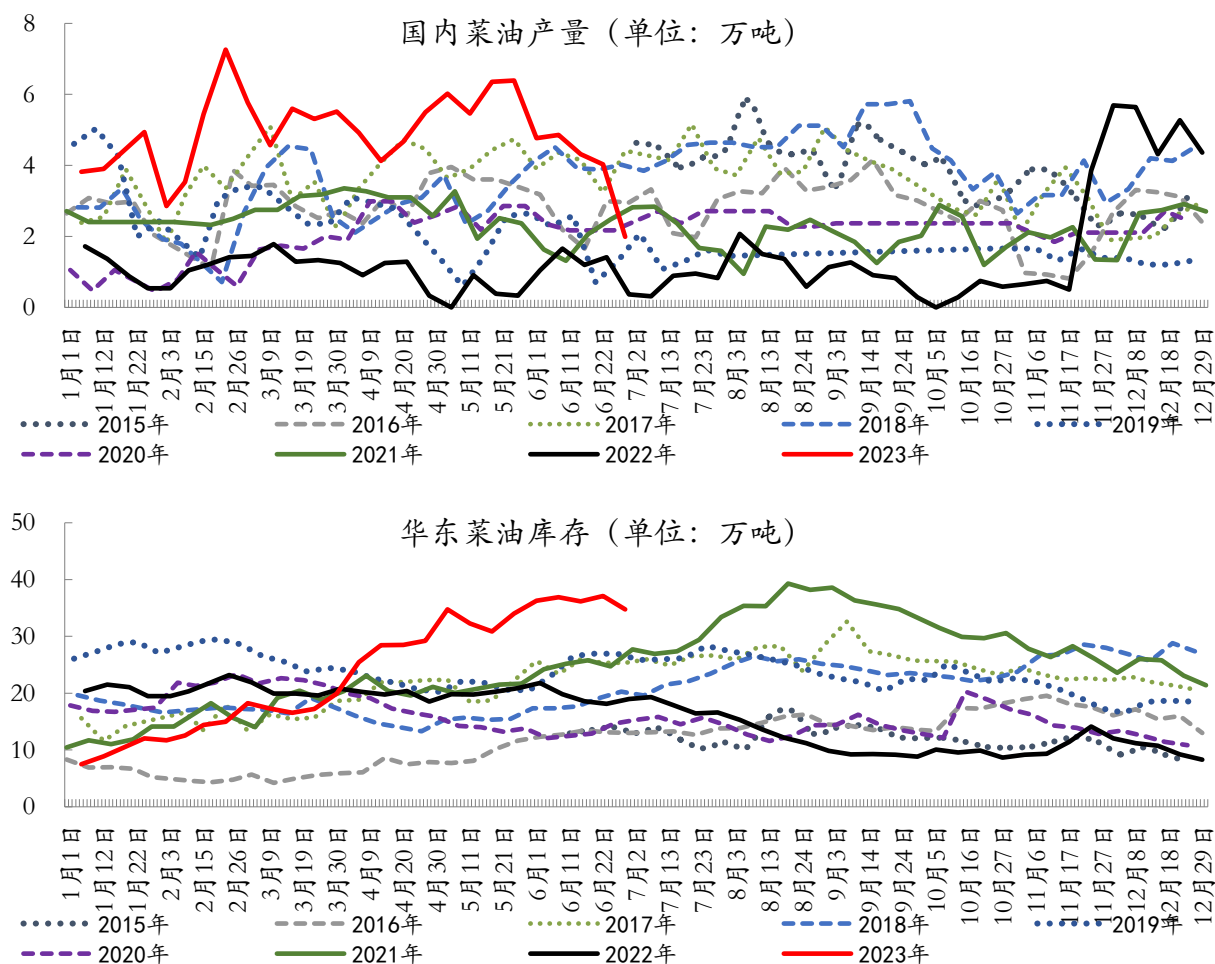 国内菜油产量（单位：万吨）
8
6
4
2
0
1月1日
1月12日
1月22日
2月3日
2月15日
2月26日
3月9日
3月19日
3月30日
4月9日
4月20日
4月30日
5月11日
5月21日
6月1日
6月11日
6月22日
7月2日
7月13日
7月23日
8月3日
8月13日
8月24日
9月3日
9月14日
9月24日
10月5日
10月16日
10月27日
11月6日
11月17日
11月27日
12月8日
12月18日
12月29日
2015年 2016年 2017年 2018年 2019年
2020年 2021年 2022年 2023年
华东菜油库存（单位：万吨）
50
40
30
20
10
0
1月1日
1月12日
1月22日
2月3日
2月15日
2月26日
3月9日
3月19日
3月30日
4月9日
4月20日
4月30日
5月11日
5月21日
6月1日
6月11日
6月22日
7月2日
7月13日
7月23日
8月3日
8月13日
8月24日
9月3日
9月14日
9月24日
10月5日
10月16日
10月27日
11月6日
11月17日
11月27日
12月8日
12月18日
12月29日
2015年 2016年 2017年 2018年 2019年
2020年 2021年 2022年 2023年